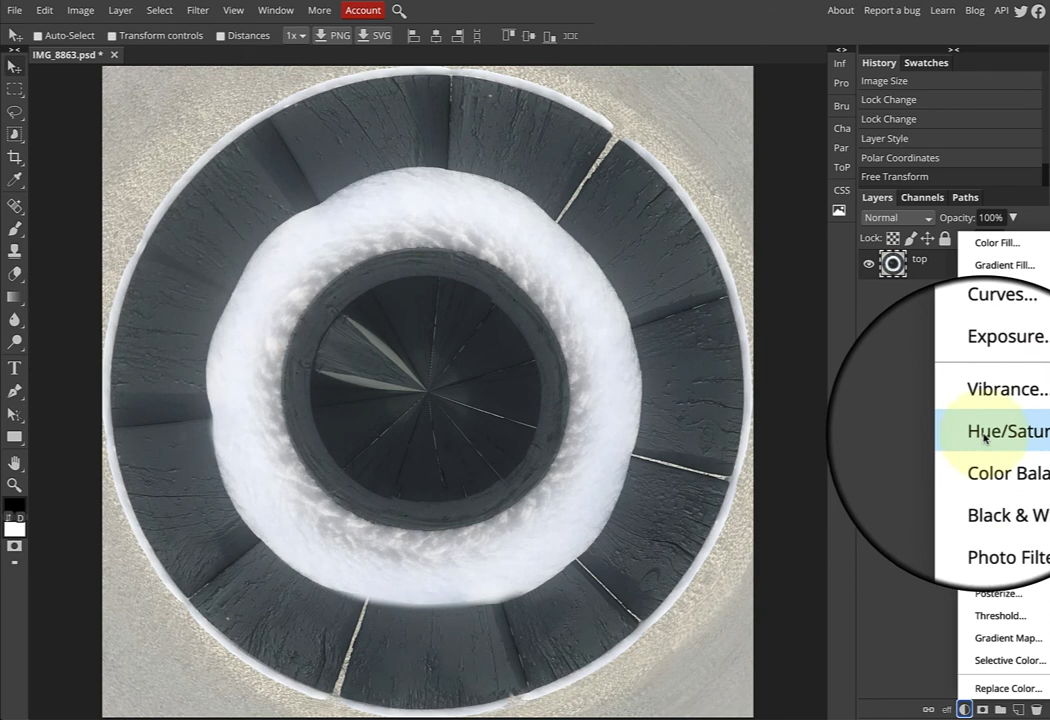 File Edit Image Layer Select Filter View Window More Account About Report a bug Learn Blog API
Auto-Select Transform controls Distances 1x PNG SVG
IMG_8863.psd *
Inf
Pro
Bru
Cha
Par
ToP
CSS
History Swatches
Image Size
Lock Change
Lock Change
Layer Style
Polar Coordinates
Free Transform
Layers Channels Paths
Normal Opacity: 100%
Lock:
top
Color Fill...
Gradient Fill...
Curves...
Exposure.
Vibrance...
Hue/Satur
Color Bala
Black & W
Photo Filte
Posterize...
Threshold...
Gradient Map...
Selective Color...
Replace Color...
eff
D